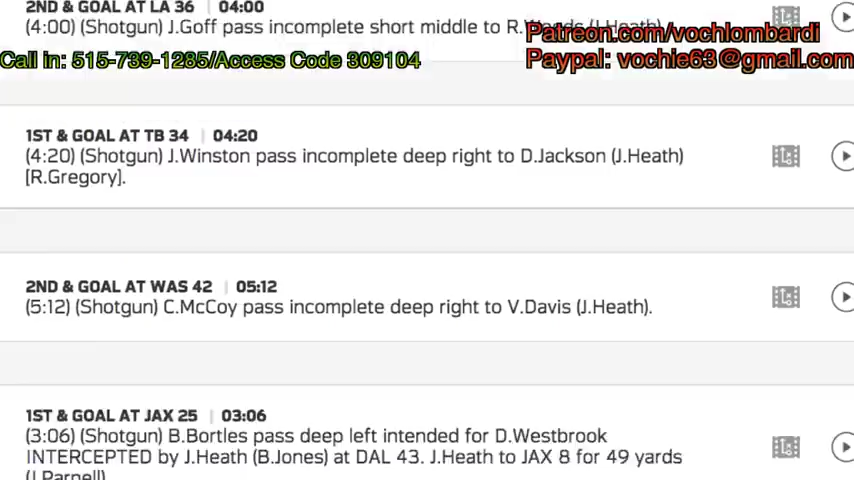 2ND & GOAL AT LA 36 | 04:00
(4:00) (Shotgun) J.Goff pass incomplete short middle to R.Woods (J.Heath).
Patreon.com/vochlombardi
Call in: 515-739-1285/Access Code 309104
Paypal: vochie63@gmail.com
1ST & GOAL AT TB 34 | 04:20
(4:20) (Shotgun) J.Winston pass incomplete deep right to D.Jackson (J.Heath)
[R.Gregory].
2ND & GOAL AT WAS 42 | 05:12
(5:12) (Shotgun) C.McCoy pass incomplete deep right to V.Davis (J.Heath).
1ST & GOAL AT JAX 25 | 03:06
(3:06) (Shotgun) B.Bortles pass deep left intended for D.Westbrook
INTERCEPTED by J.Heath (B.Jones) at DAL 43. J.Heath to JAX 8 for 49 yards
(J.Parnell).